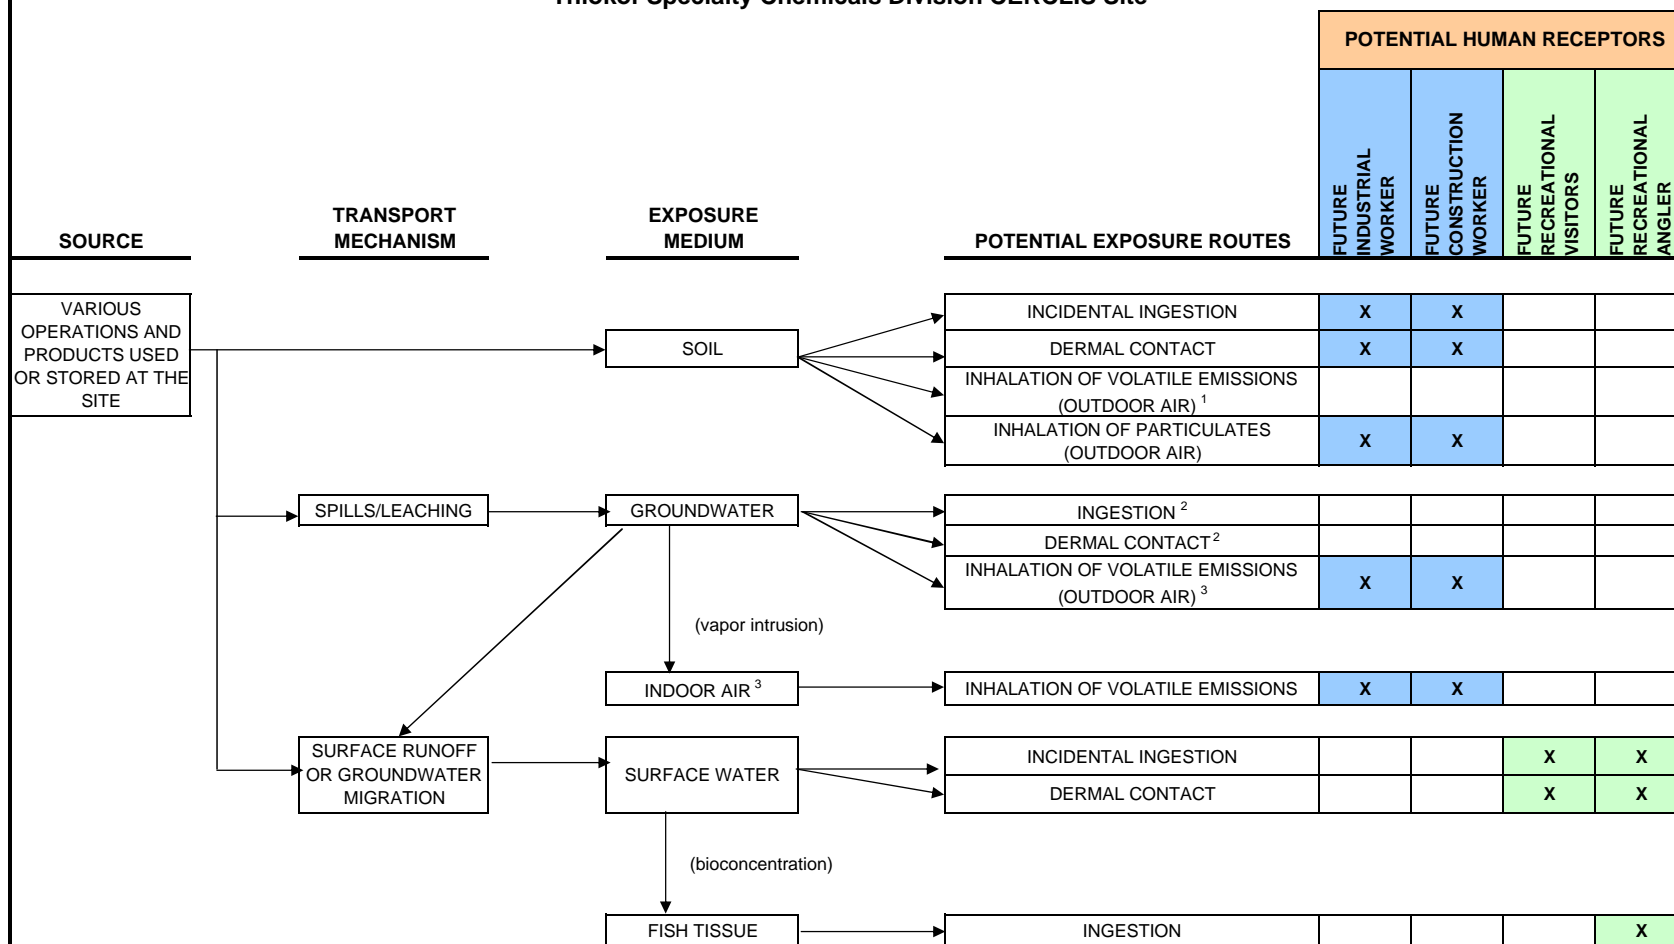 Thiokol Specialty Chemicals Division CERCLIS Site
POTENTIAL HUMAN RECEPTORS
FUTURE
INDUSTRIAL
WORKER
FUTURE
CONSTRUCTION
WORKER
FUTURE
RECREATIONAL
VISITORS
FUTURE
RECREATIONAL
ANGLER
SOURCE
TRANSPORT
MECHANISM
EXPOSURE
MEDIUM
POTENTIAL EXPOSURE ROUTES
VARIOUS
OPERATIONS AND
PRODUCTS USED
OR STORED AT THE
SITE
SOIL
INCIDENTAL INGESTION X X
DERMAL CONTACT X X
INHALATION OF VOLATILE EMISSIONS
(OUTDOOR AIR) 1
INHALATION OF PARTICULATES
(OUTDOOR AIR)
X X
SPILLS/LEACHING
GROUNDWATER
INGESTION 2
DERMAL CONTACT 2
INHALATION OF VOLATILE EMISSIONS
(OUTDOOR AIR) 3
X X
(vapor intrusion)
INDOOR AIR 3
INHALATION OF VOLATILE EMISSIONS X X
SURFACE RUNOFF
OR GROUNDWATER
MIGRATION
SURFACE WATER
INCIDENTAL INGESTION X X
DERMAL CONTACT X X
(bioconcentration)
FISH TISSUE
INGESTION X